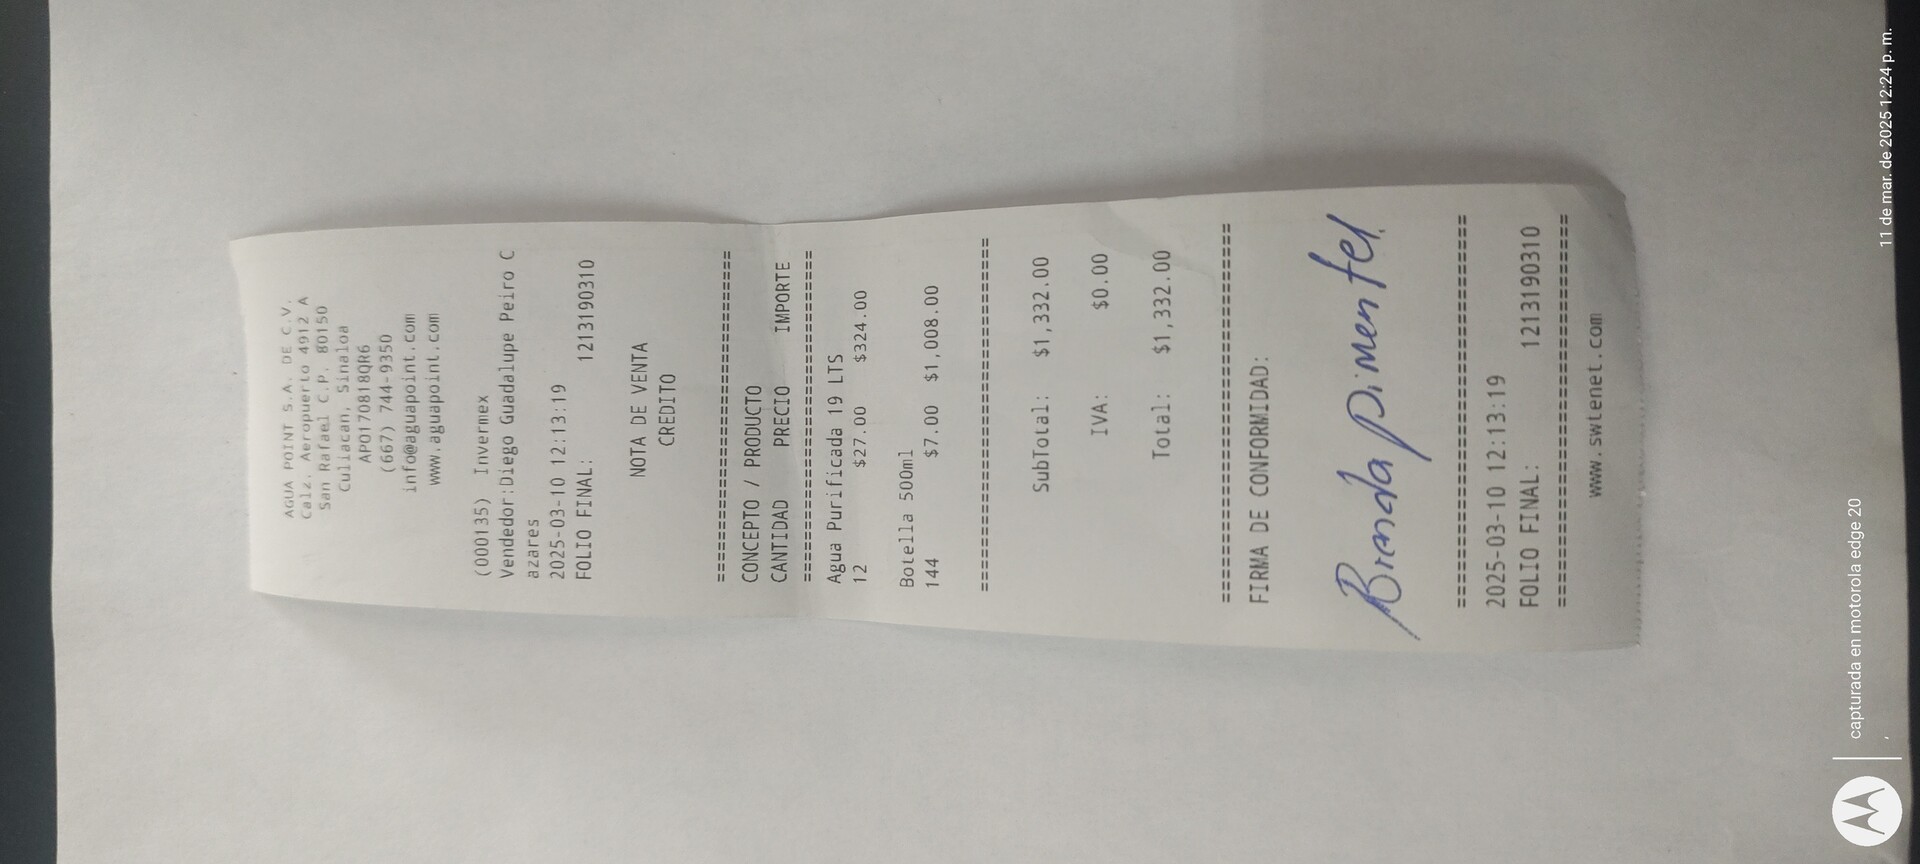 AGUA POINT S.A. DE C.V.
Calz. Aeropuerto 4912 A
San Rafael C.P. 80150
Culiacan, Sinaloa
APO170818QR6
(667) 744-9350
info@aguapoint.com
www.aguapoint.com
(000135) Invermex
Vendedor:Diego Guadalupe Peiro C
azares
2025-03-10 12:13:19
FOLIO FINAL: 1213190310
NOTA DE VENTA
CREDITO
================================
CONCEPTO / PRODUCTO
CANTIDAD PRECIO IMPORTE
================================
Agua Purificada 19 LTS
12 $27.00 $324.00
Botella 500ml
144 $7.00 $1,008.00
================================
SubTotal: $1,332.00
IVA: $0.00
Total: $1,332.00
================================
FIRMA DE CONFORMIDAD:
Brenda Pimentel
================================
2025-03-10 12:13:19
FOLIO FINAL: 1213190310
================================
www.swtenet.com
capturada en motorola edge 20
,
11 de mar. de 2025 12:24 p. m.